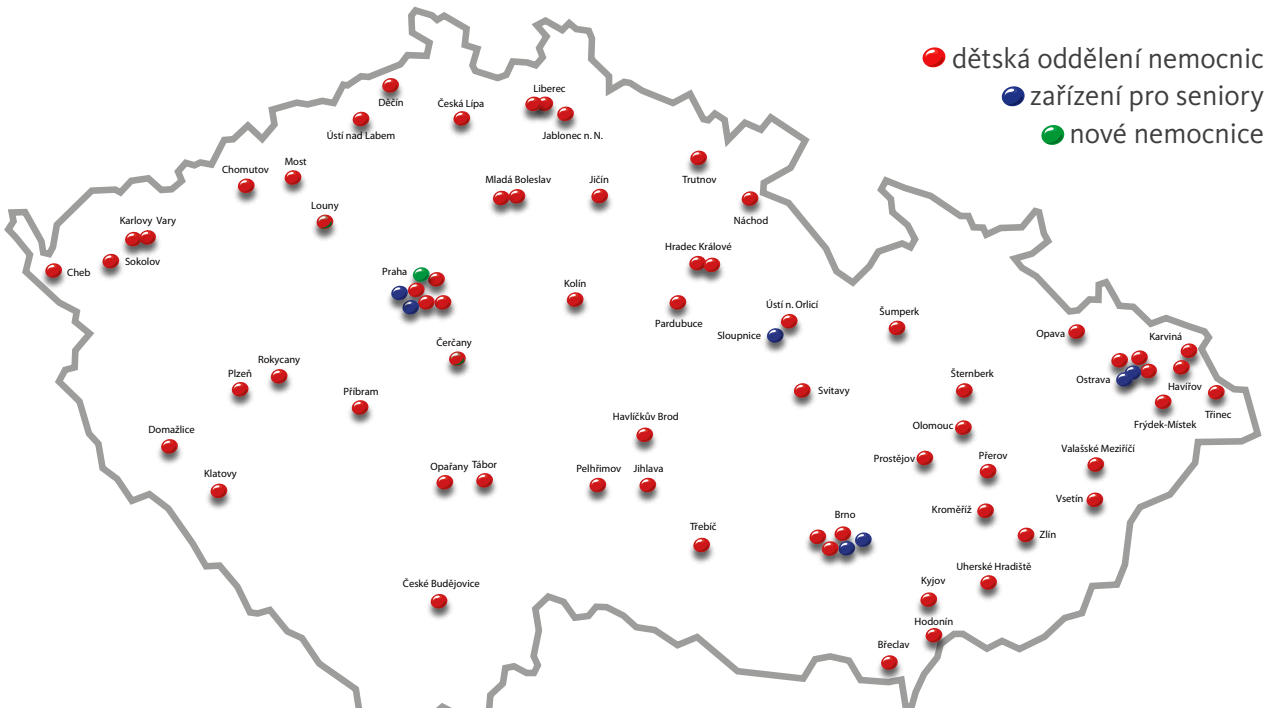 dětská oddělení nemocnic
zařízení pro seniory
nové nemocnice
Děčín
Ústí nad Labem
Česká Lípa
Liberec
Jablonec n. N.
Chomutov
Most
Louny
Mladá Boleslav
Jičín
Trutnov
Náchod
Karlovy Vary
Sokolov
Cheb
Praha
Kolín
Hradec Králové
Pardubuce
Ústí n. Orlicí
Sloupnice
Šumperk
Opava
Karviná
Ostrava
Havířov
Třinec
Frýdek-Místek
Čerčany
Rokycany
Plzeň
Příbram
Svitavy
Šternberk
Domažlice
Klatovy
Havlíčkův Brod
Olomouc
Prostějov
Přerov
Valašské Meziříčí
Opařany
Tábor
Pelhřimov
Jihlava
Vsetín
Kroměříž
Třebíč
Brno
Zlín
Uherské Hradiště
České Budějovice
Kyjov
Hodonín
Břeclav